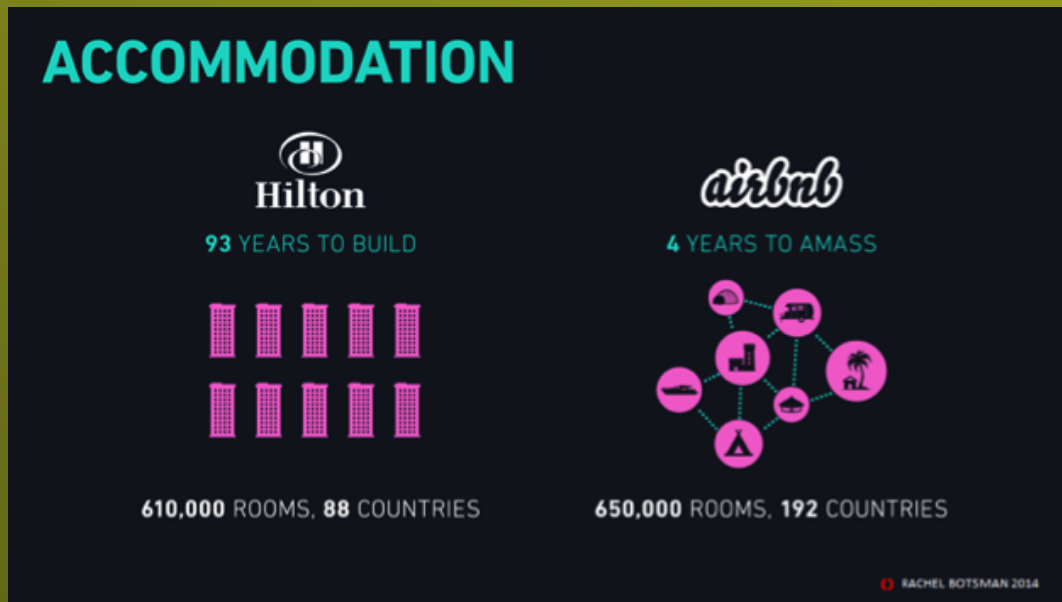 ACCOMMODATION
Hilton
93 YEARS TO BUILD
610,000 ROOMS, 88 COUNTRIES
airbnb
4 YEARS TO AMASS
650,000 ROOMS, 192 COUNTRIES
RACHEL BOTSMAN 2014